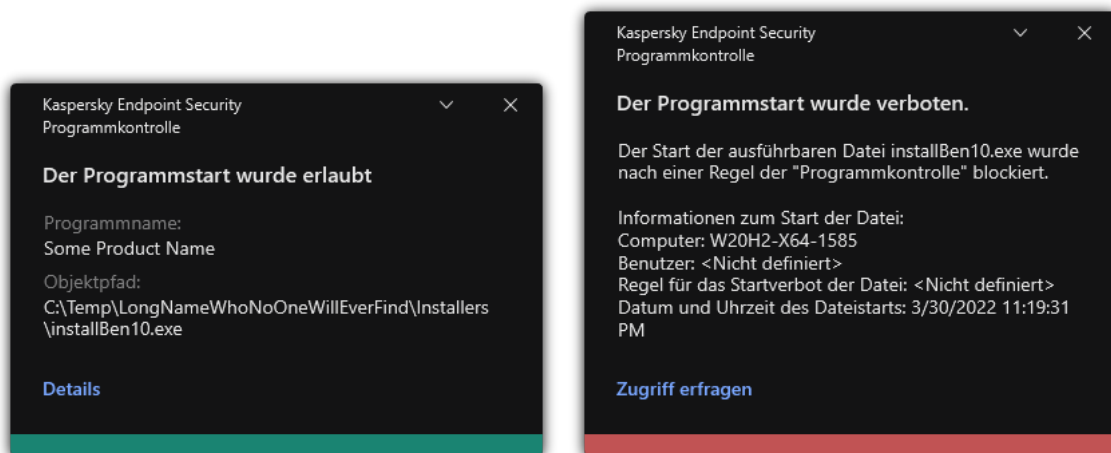 Kaspersky Endpoint Security
Programmkontrolle
Der Programmstart wurde erlaubt
Programmname:
Some Product Name
Objektpfad:
C:\Temp\LongNameWhoNoOneWillEverFind\Installers
\installBen10.exe
Details
Kaspersky Endpoint Security
Programmkontrolle
Der Programmstart wurde verboten.
Der Start der ausführbaren Datei installBen10.exe wurde
nach einer Regel der "Programmkontrolle" blockiert.
Informationen zum Start der Datei:
Computer: W20H2-X64-1585
Benutzer: <Nicht definiert>
Regel für das Startverbot der Datei: <Nicht definiert>
Datum und Uhrzeit des Dateistarts: 3/30/2022 11:19:31
PM
Zugriff erfragen